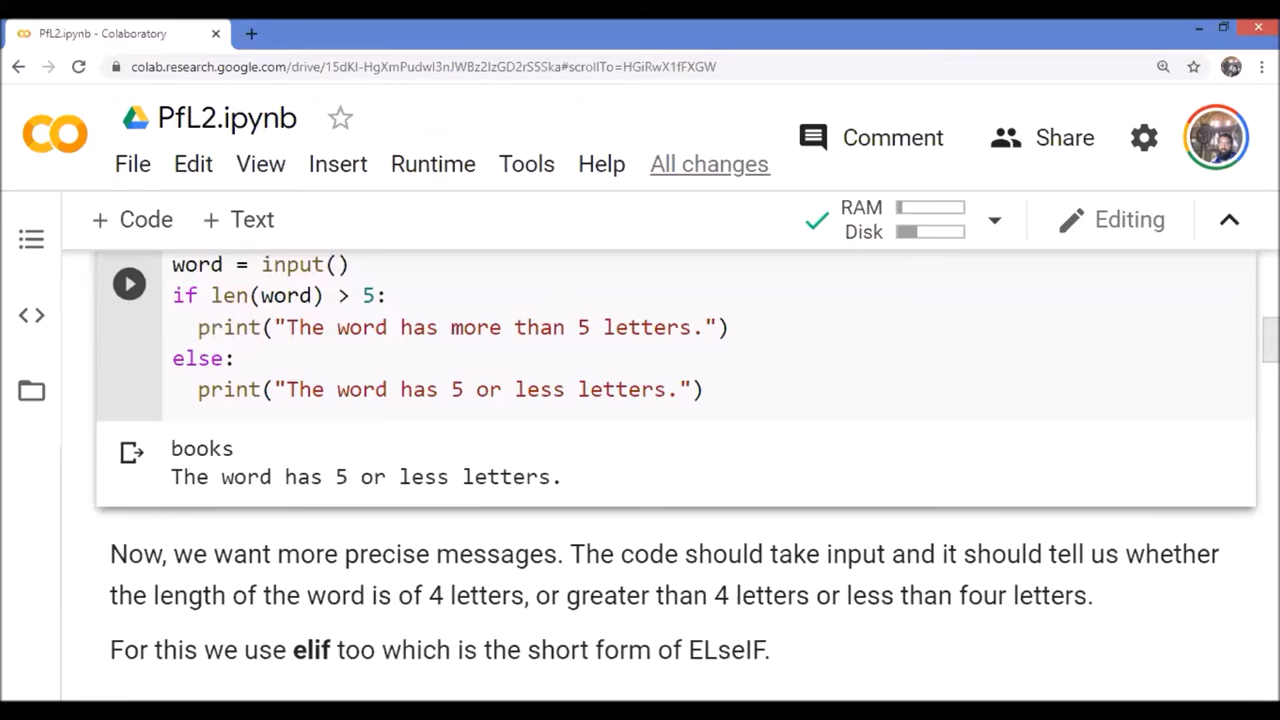 PfL2.ipynb - Colaboratory
colab.research.google.com/drive/15dKI-HgXmPudwI3nJWBz2IzGD2rS5Ska#scrollTo=HGiRwX1fFXGW
PfL2.ipynb
Comment
Share
File Edit View Insert Runtime Tools Help All changes
+ Code + Text
RAM
Disk
Editing
word = input()
if len(word) > 5:
print("The word has more than 5 letters.")
else:
print("The word has 5 or less letters.")
books
The word has 5 or less letters.
Now, we want more precise messages. The code should take input and it should tell us whether
the length of the word is of 4 letters, or greater than 4 letters or less than four letters.
For this we use elif too which is the short form of ELseIF.